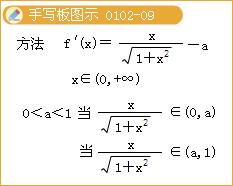 手写板图示 0102-09
方法 f′(x)= x/√(1+x²) −a
x∈(0,+∞)
0<a<1 当 x/√(1+x²) ∈(0,a)
当 x/√(1+x²) ∈(a,1)